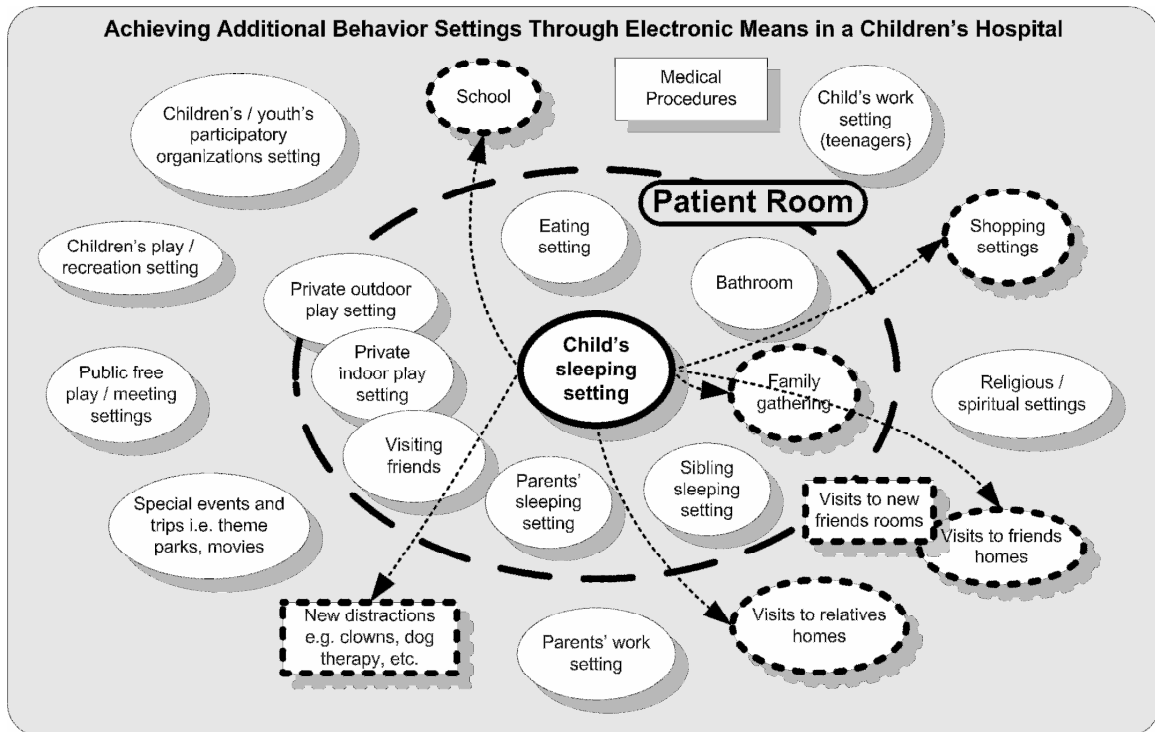 Achieving Additional Behavior Settings Through Electronic Means in a Children's Hospital
School
Medical
Procedures
Children's / youth's
participatory
organizations setting
Child's work
setting
(teenagers)
Patient Room
Eating
setting
Shopping
settings
Children's play /
recreation setting
Bathroom
Private outdoor
play setting
Child's
sleeping
setting
Private
indoor play
setting
Family
gathering
Public free
play / meeting
settings
Religious /
spiritual settings
Visiting
friends
Parents'
sleeping
setting
Sibling
sleeping
setting
Special events and
trips i.e. theme
parks, movies
Visits to new
friends rooms
Visits to friends
homes
New distractions
e.g. clowns, dog
therapy, etc.
Parents' work
setting
Visits to relatives
homes